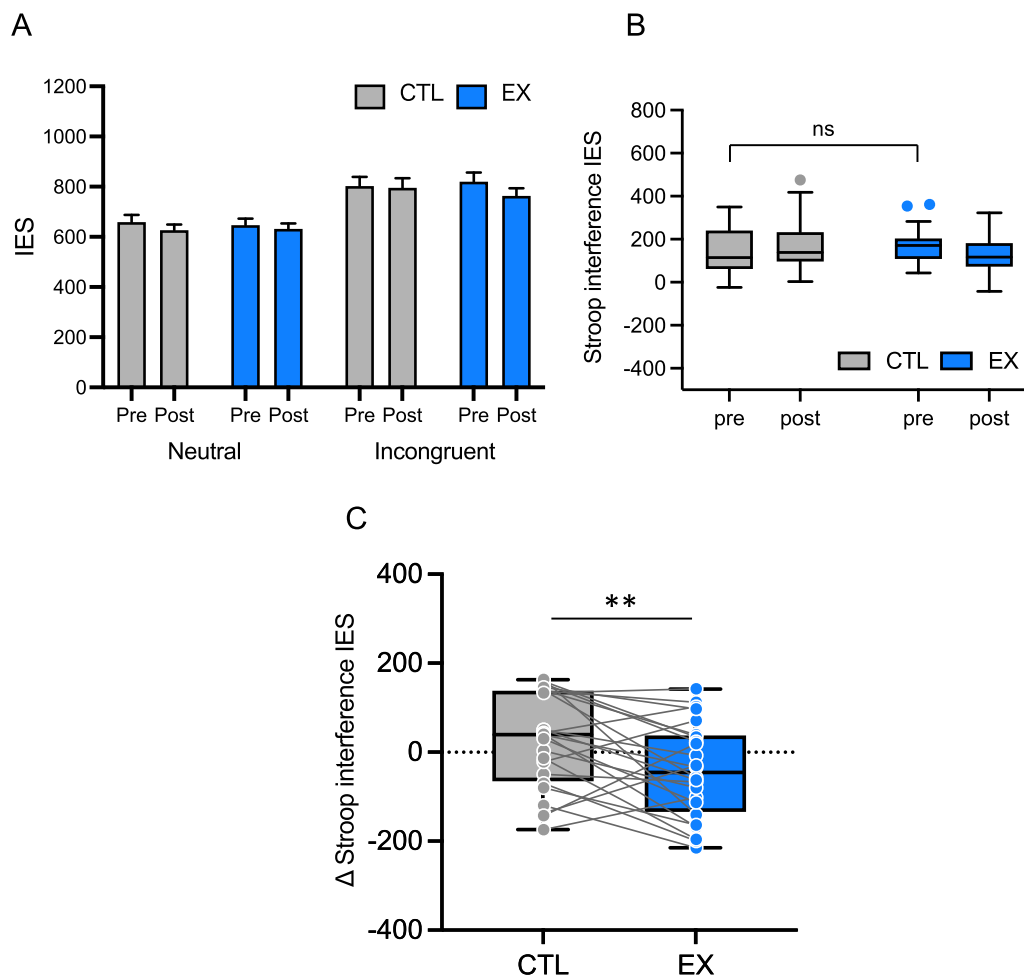 A
IES
1200
1000
800
600
400
200
0
CTL EX
Pre Post Pre Post Pre Post Pre Post
Neutral Incongruent
B
Stroop interference IES
800
600
400
200
0
-200
-400
ns
CTL EX
pre post pre post
C
Δ Stroop interference IES
400
200
0
-200
-400
**
CTL EX